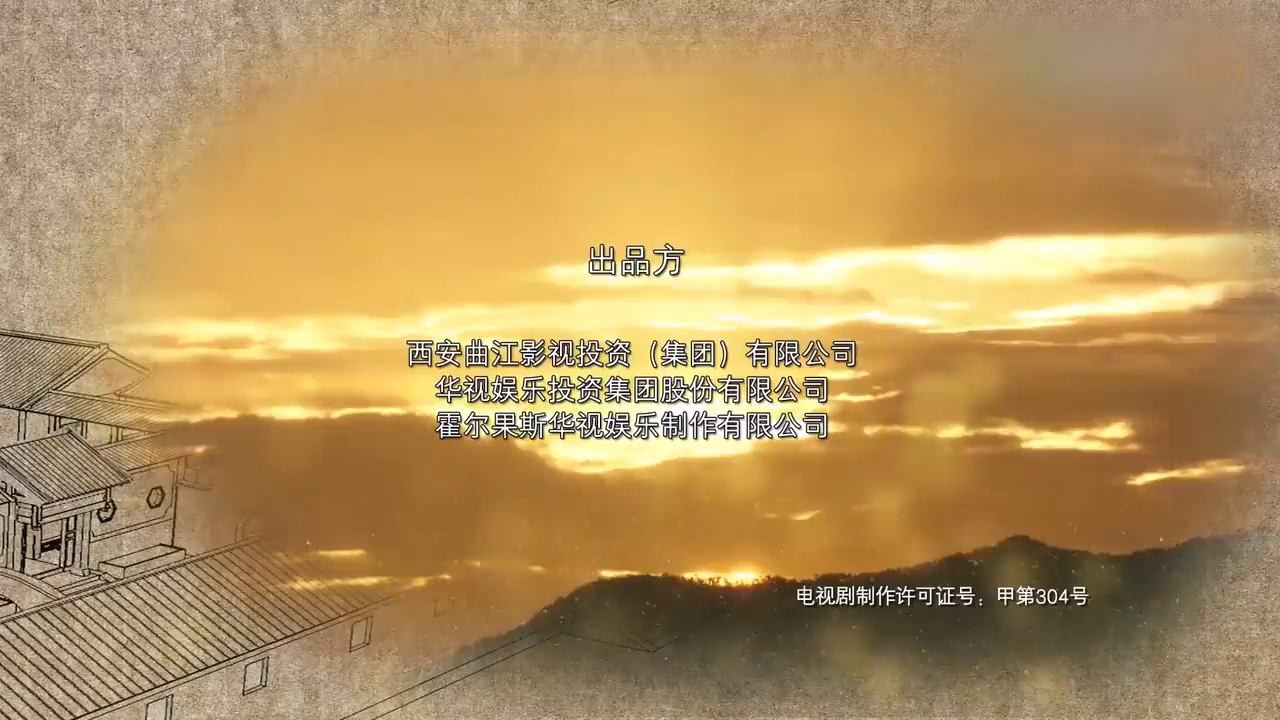 出品方
西安曲江影视投资（集团）有限公司
华视娱乐投资集团股份有限公司
霍尔果斯华视娱乐制作有限公司
电视剧制作许可证号：甲第304号